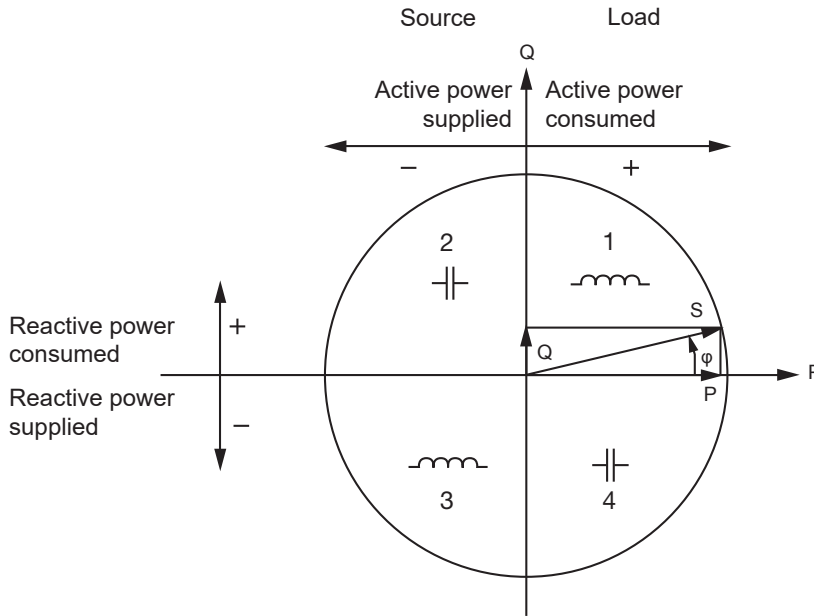 Source
Load
Q
Active power
supplied
Active power
consumed
−
+
2
1
S
Reactive power
consumed
+
Q
φ
P
Reactive power
supplied
−
P
3
4